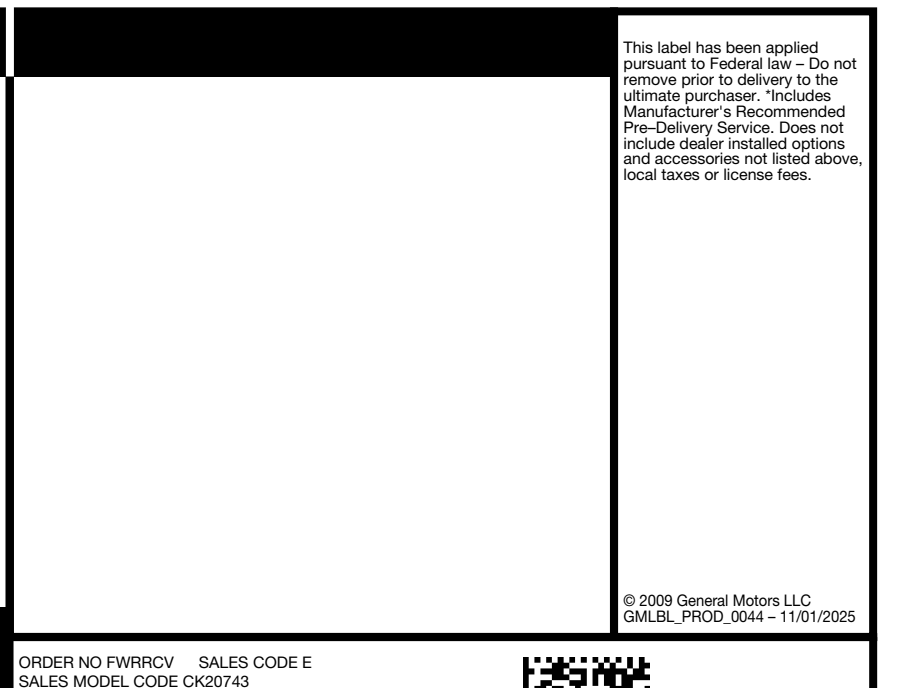 This label has been applied
pursuant to Federal law – Do not
remove prior to delivery to the
ultimate purchaser. *Includes
Manufacturer's Recommended
Pre–Delivery Service. Does not
include dealer installed options
and accessories not listed above,
local taxes or license fees.
© 2009 General Motors LLC
GMLBL_PROD_0044 – 11/01/2025
ORDER NO FWRRCV SALES CODE E
SALES MODEL CODE CK20743